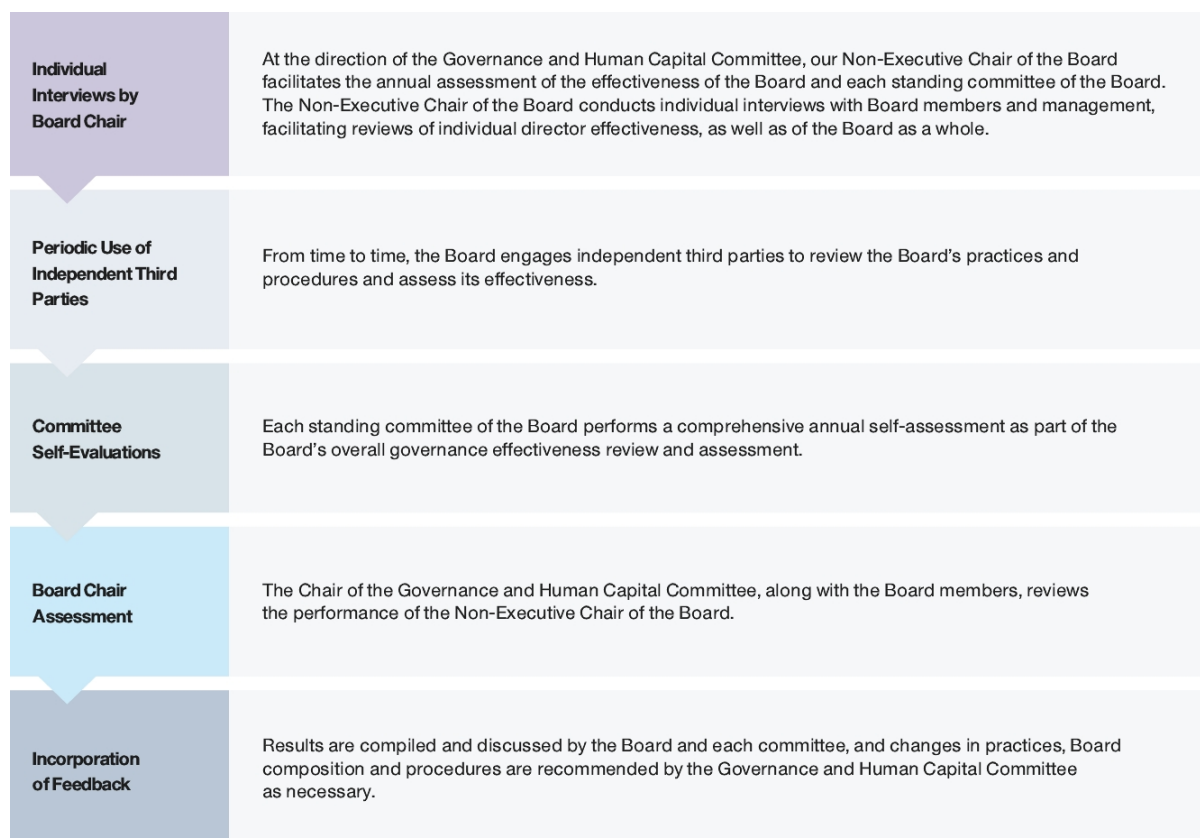 Individual
Interviews by
Board Chair
At the direction of the Governance and Human Capital Committee, our Non-Executive Chair of the Board
facilitates the annual assessment of the effectiveness of the Board and each standing committee of the Board.
The Non-Executive Chair of the Board conducts individual interviews with Board members and management,
facilitating reviews of individual director effectiveness, as well as of the Board as a whole.
Periodic Use of
Independent Third
Parties
From time to time, the Board engages independent third parties to review the Board’s practices and
procedures and assess its effectiveness.
Committee
Self-Evaluations
Each standing committee of the Board performs a comprehensive annual self-assessment as part of the
Board’s overall governance effectiveness review and assessment.
Board Chair
Assessment
The Chair of the Governance and Human Capital Committee, along with the Board members, reviews
the performance of the Non-Executive Chair of the Board.
Incorporation
of Feedback
Results are compiled and discussed by the Board and each committee, and changes in practices, Board
composition and procedures are recommended by the Governance and Human Capital Committee
as necessary.